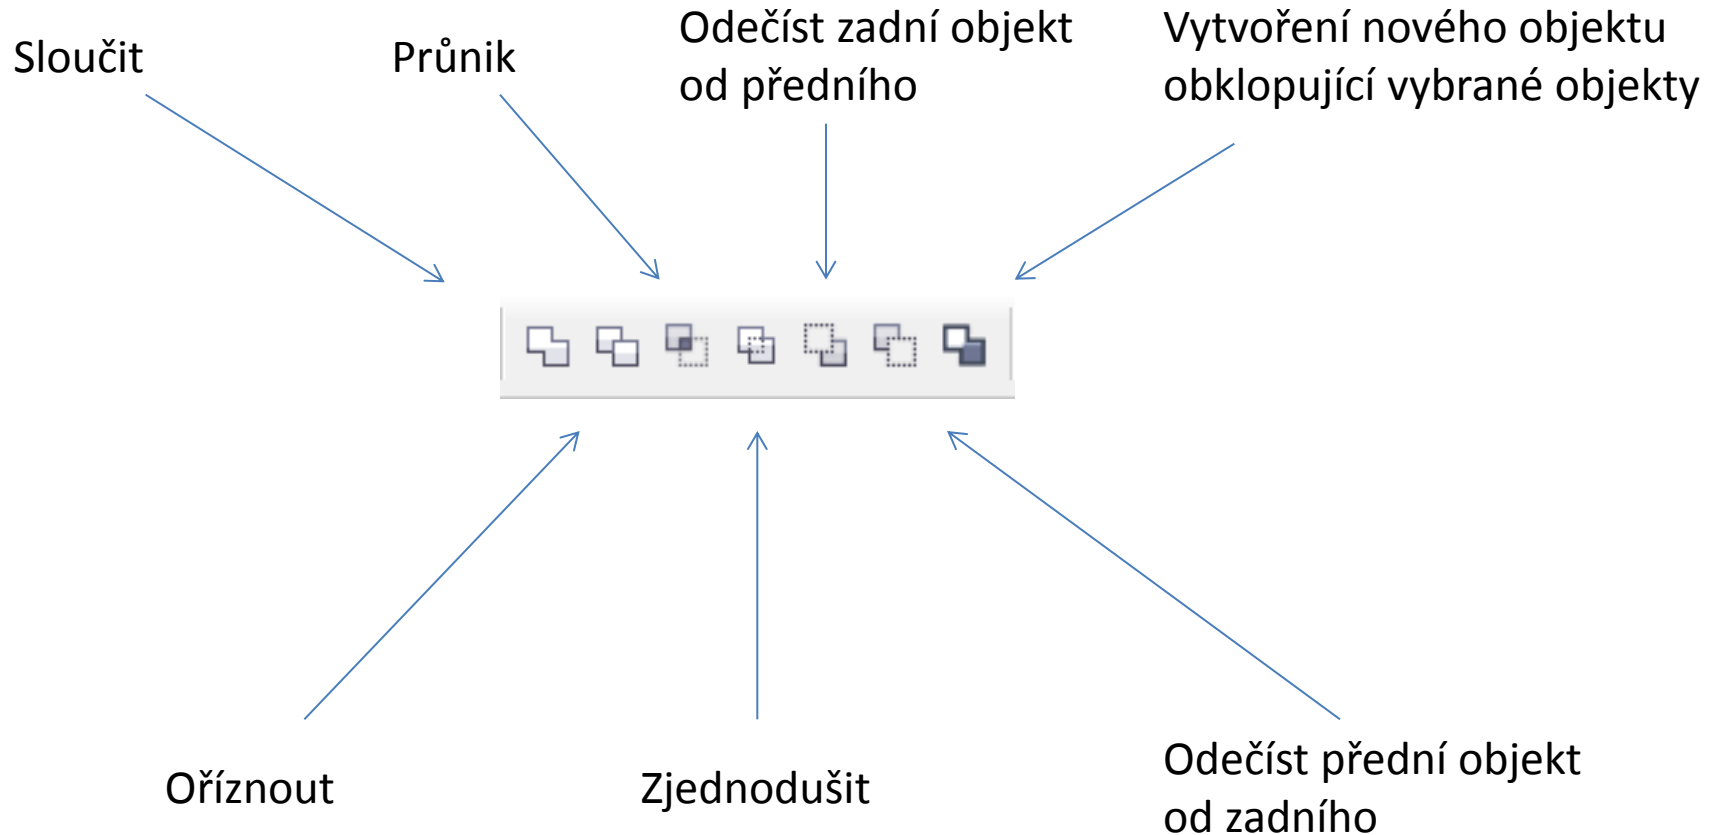 Sloučit
Průnik
Odečíst zadní objekt
od předního
Vytvoření nového objektu
obklopující vybrané objekty
Oříznout
Zjednodušit
Odečíst přední objekt
od zadního